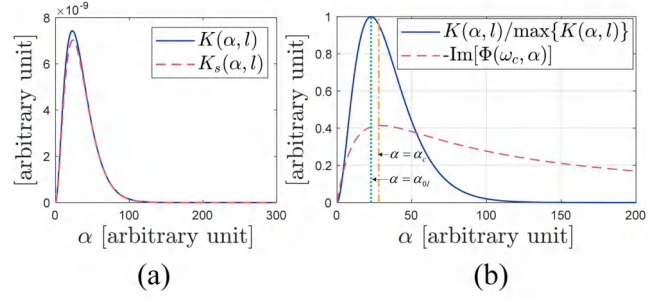 8 × 10^-9
K(α, l)
K_s(α, l)
[arbitrary unit]
6
4
2
0
0 100 200 300
α [arbitrary unit]
(a)
K(α, l)/max{K(α, l)}
-Im[Φ(ω_c, α)]
[arbitrary unit]
1
0.8
0.6
0.4
0.2
0
α = α_c
α = α_0l
0 50 100 150 200
α [arbitrary unit]
(b)